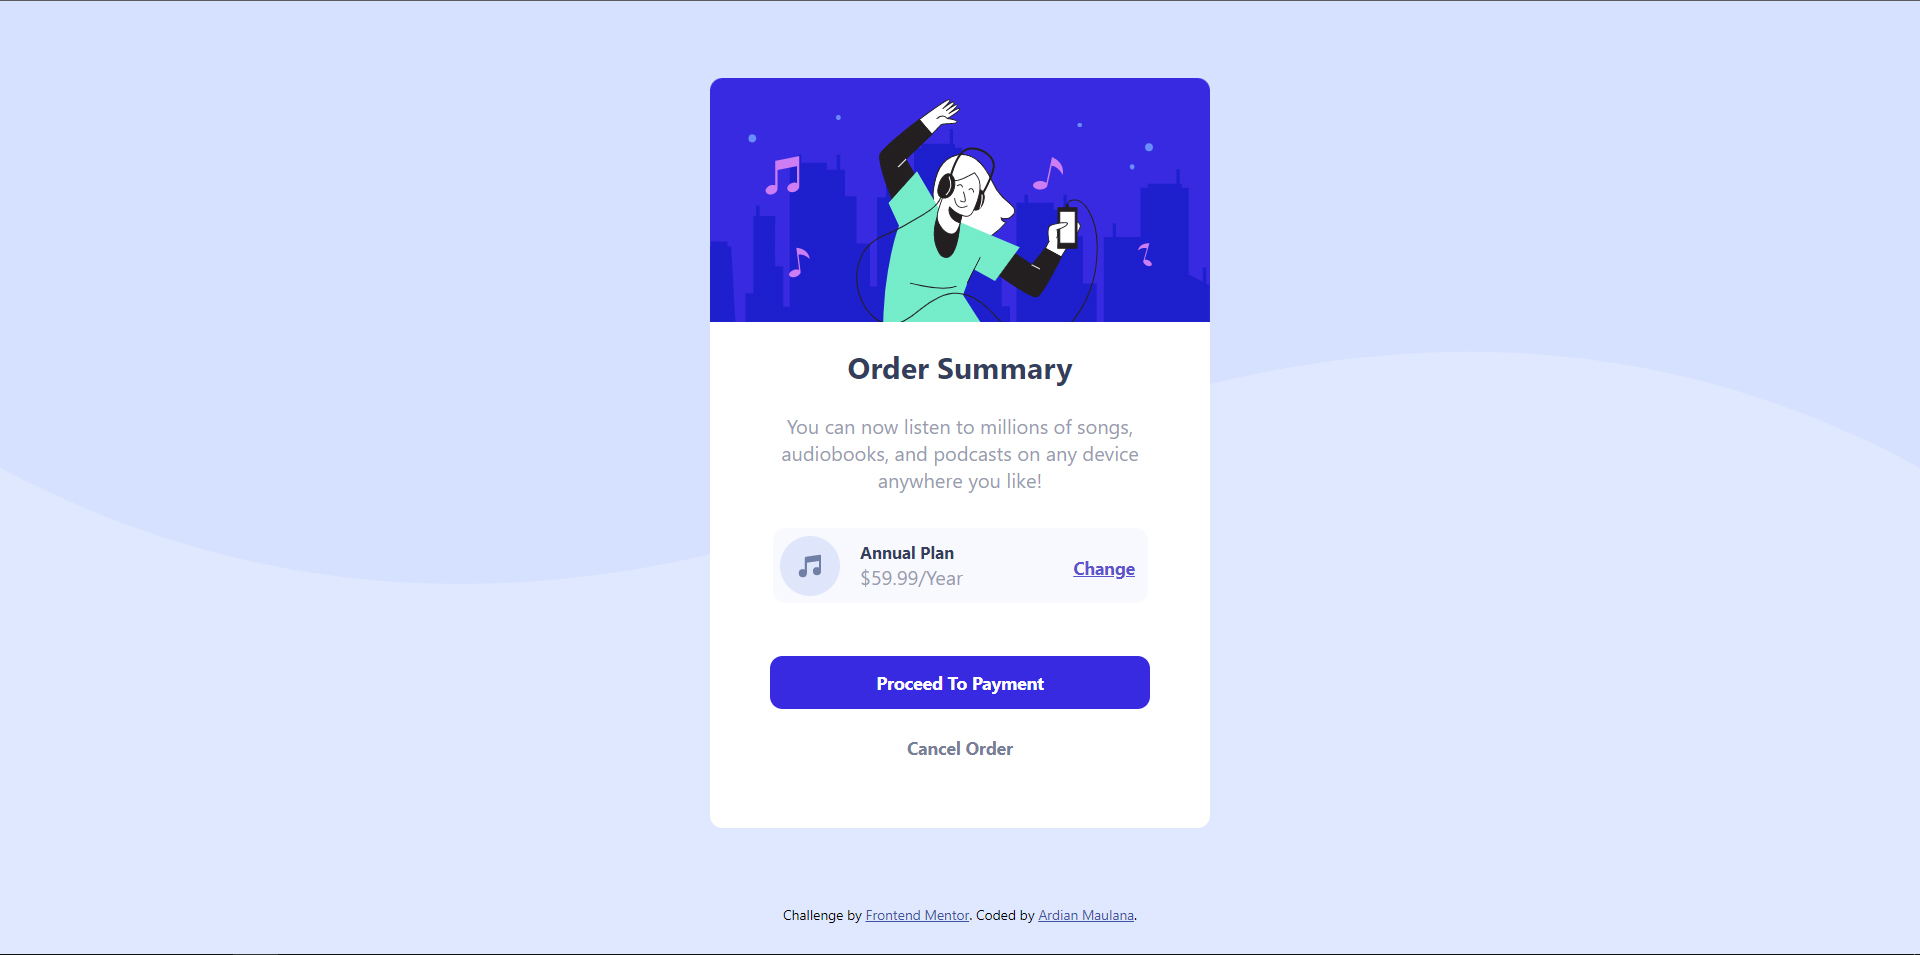 Order Summary
You can now listen to millions of songs,
audiobooks, and podcasts on any device
anywhere you like!
Annual Plan
$59.99/Year
Change
Proceed To Payment
Cancel Order
Challenge by Frontend Mentor. Coded by Ardian Maulana.